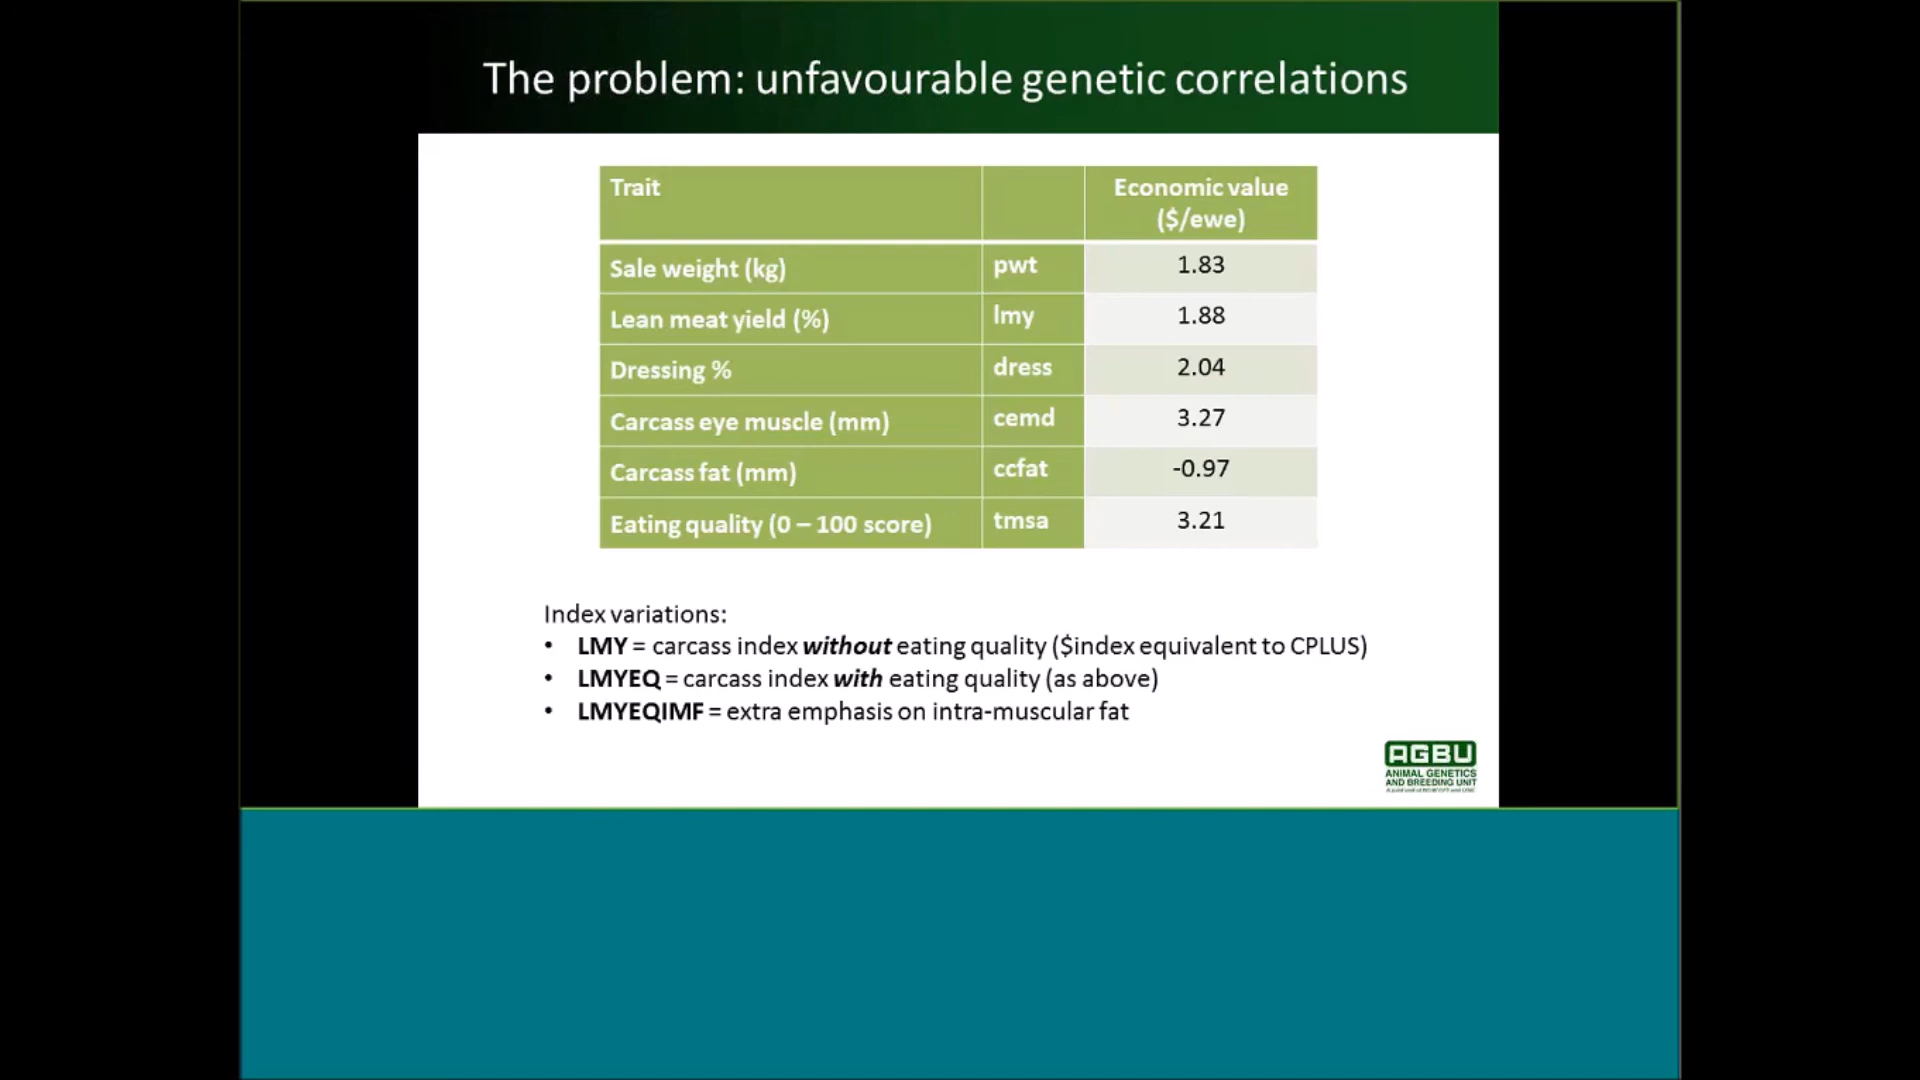 The problem: unfavourable genetic correlations
Trait
Economic value
($/ewe)
Sale weight (kg) pwt 1.83
Lean meat yield (%) lmy 1.88
Dressing % dress 2.04
Carcass eye muscle (mm) cemd 3.27
Carcass fat (mm) ccfat -0.97
Eating quality (0 – 100 score) tmsa 3.21
Index variations:
• LMY = carcass index without eating quality ($index equivalent to CPLUS)
• LMYEQ = carcass index with eating quality (as above)
• LMYEQIMF = extra emphasis on intra-muscular fat
AGBU
ANIMAL GENETICS
AND BREEDING UNIT